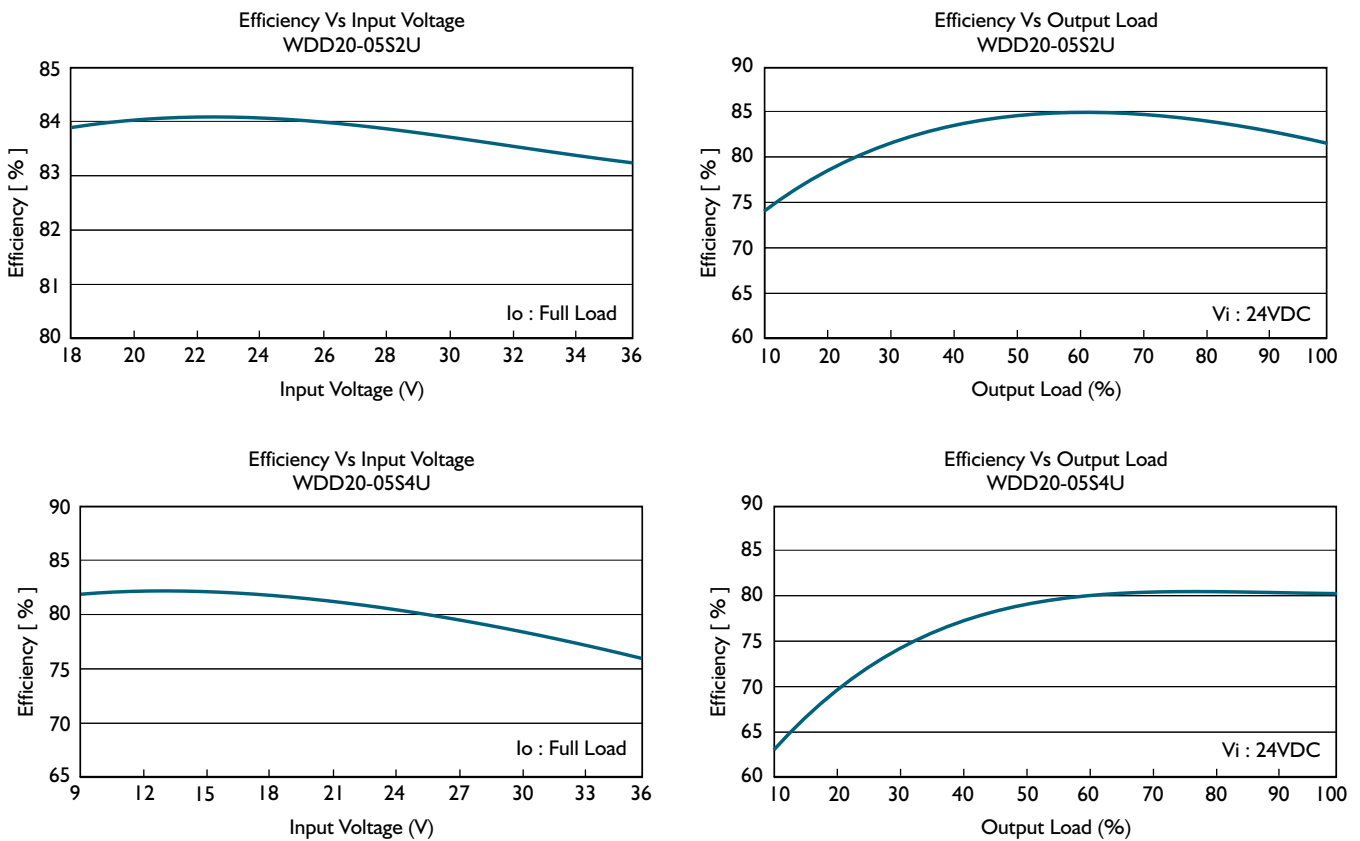 Efficiency Vs Input Voltage
WDD20-05S2U
85
84
83
82
81
80
Efficiency [ % ]
Io : Full Load
18 20 22 24 26 28 30 32 34 36
Input Voltage (V)
Efficiency Vs Output Load
WDD20-05S2U
90
85
80
75
70
65
60
Efficiency [ % ]
Vi : 24VDC
10 20 30 40 50 60 70 80 90 100
Output Load (%)
Efficiency Vs Input Voltage
WDD20-05S4U
90
85
80
75
70
65
Efficiency [ % ]
Io : Full Load
9 12 15 18 21 24 27 30 33 36
Input Voltage (V)
Efficiency Vs Output Load
WDD20-05S4U
90
85
80
75
70
65
60
Efficiency [ % ]
Vi : 24VDC
10 20 30 40 50 60 70 80 90 100
Output Load (%)